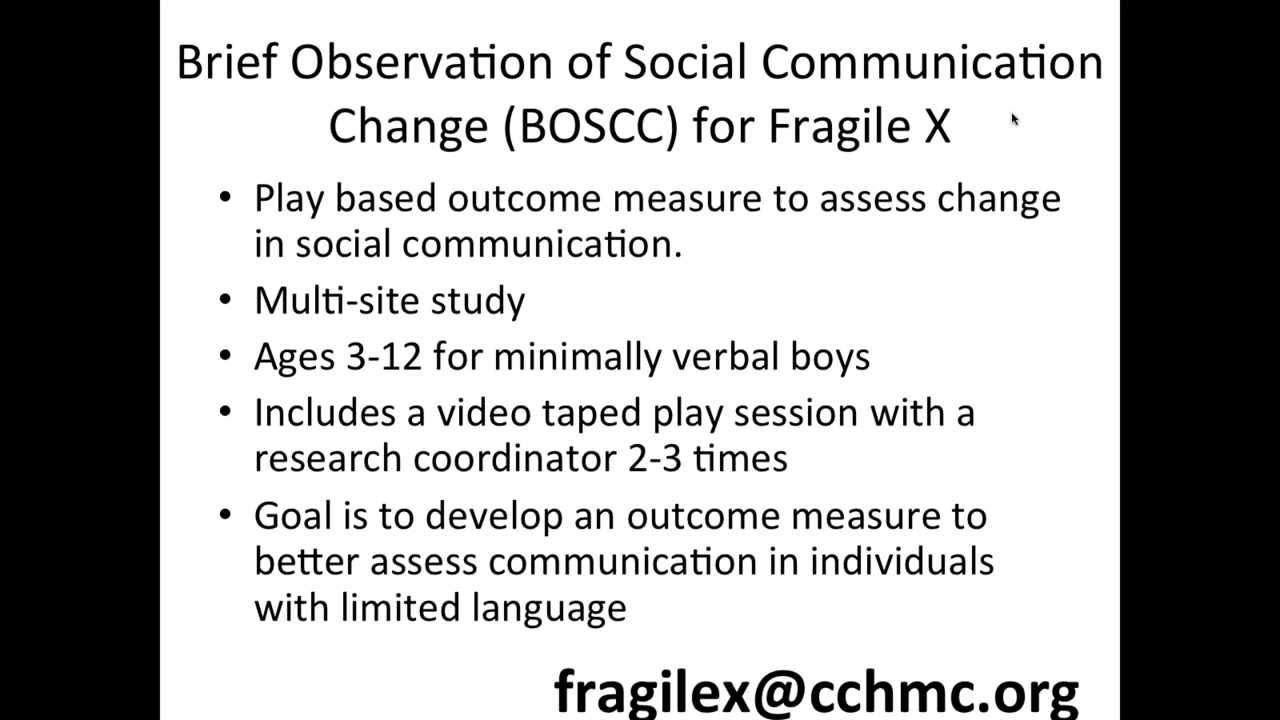 Brief Observation of Social Communication
Change (BOSCC) for Fragile X
• Play based outcome measure to assess change
in social communication.
• Multi-site study
• Ages 3-12 for minimally verbal boys
• Includes a video taped play session with a
research coordinator 2-3 times
• Goal is to develop an outcome measure to
better assess communication in individuals
with limited language
fragilex@cchmc.org